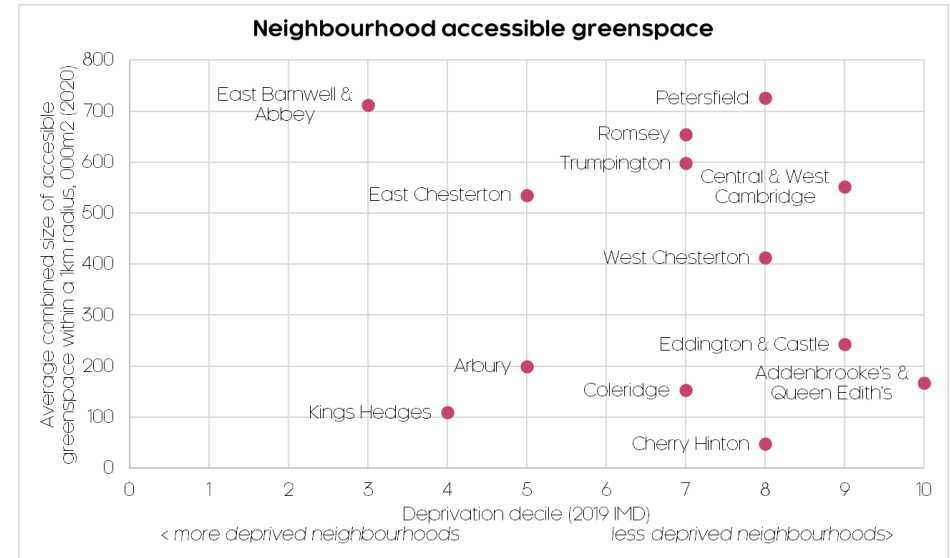 Neighbourhood accessible greenspace
Average combined size of accesible
greenspace within a 1km radius, 000m2 (2020)
800
700
600
500
400
300
200
100
0
East Barnwell &
Abbey
Petersfield
Romsey
Trumpington
Central & West
Cambridge
East Chesterton
West Chesterton
Eddington & Castle
Arbury
Addenbrooke's &
Queen Edith's
Coleridge
Kings Hedges
Cherry Hinton
0 1 2 3 4 5 6 7 8 9 10
Deprivation decile (2019 IMD)
< more deprived neighbourhoods
less deprived neighbourhoods>